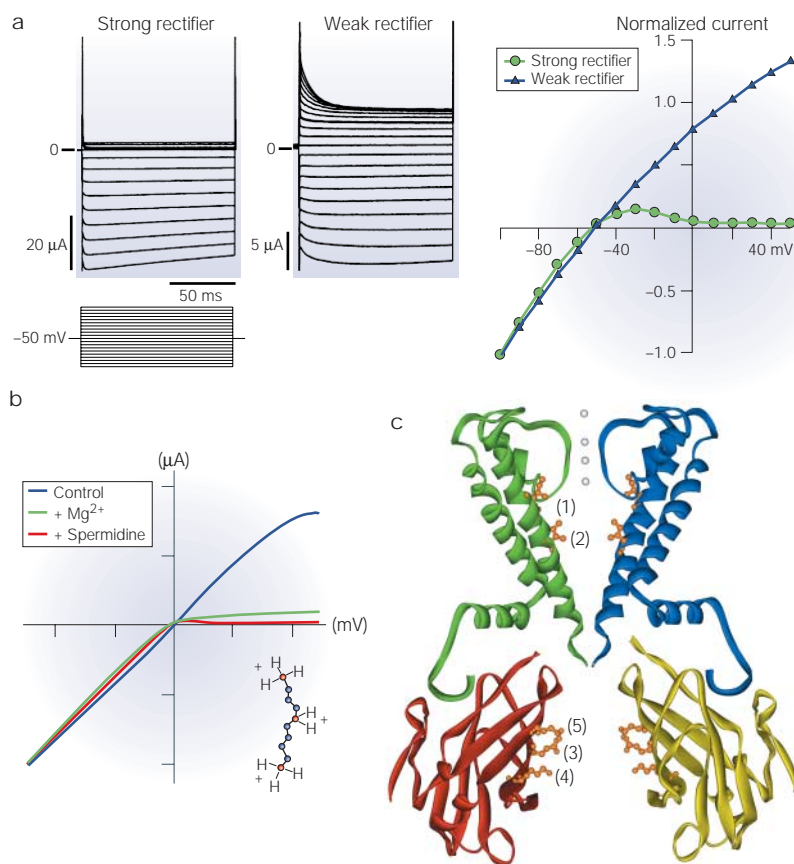 a
Strong rectifier
Weak rectifier
0
0
20 µA
5 µA
50 ms
–50 mV
Normalized current
Strong rectifier
Weak rectifier
1.5
1.0
–80
–40
40 mV
–0.5
–1.0
b
(µA)
Control
+ Mg2+
+ Spermidine
(mV)
+
H
H
H
H
+
H
+
H
H
c
(1)
(2)
(5)
(3)
(4)